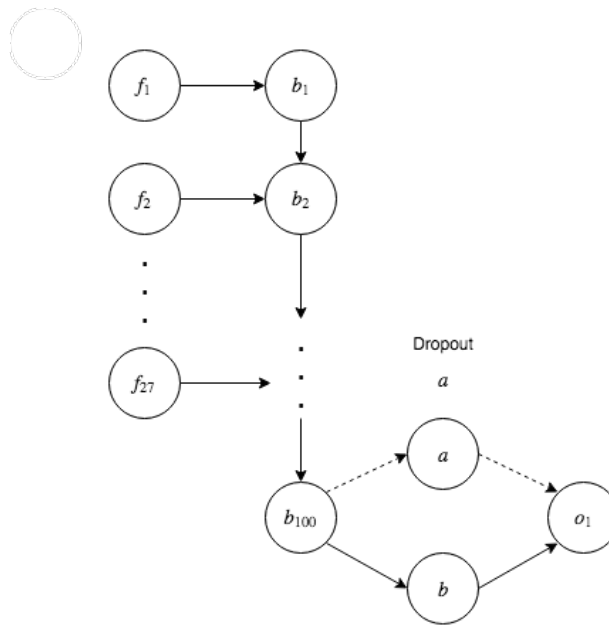 f₁ b₁
f₂ b₂
. .
. .
. .
f₂₇
Dropout
a
a
b₁₀₀ o₁
b